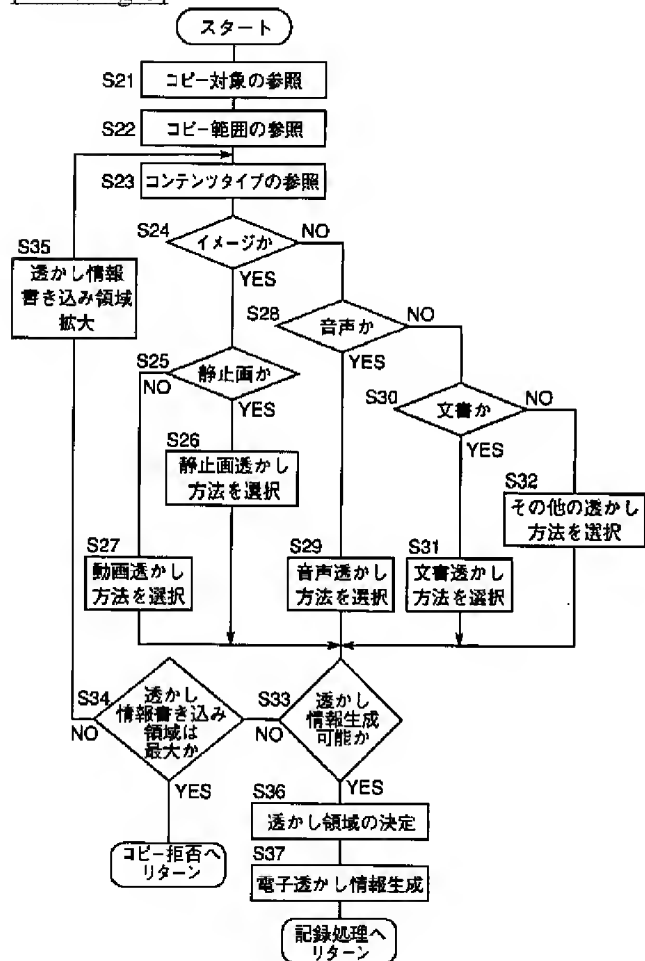 スタート
S21
コピー対象の参照
S22
コピー範囲の参照
S23
コンテンツタイプの参照
S24
イメージか
NO
YES
S35
透かし情報
書き込み領域
拡大
S28
音声か
NO
YES
S25
静止画か
NO
YES
S30
文書か
NO
YES
S26
静止画透かし
方法を選択
S32
その他の透かし
方法を選択
S27
動画透かし
方法を選択
S29
音声透かし
方法を選択
S31
文書透かし
方法を選択
S34
透かし
情報書き込み
領域は
最大か
NO
YES
S33
透かし
情報生成
可能か
NO
YES
コピー拒否へ
リターン
S36
透かし領域の決定
S37
電子透かし情報生成
記録処理へ
リターン